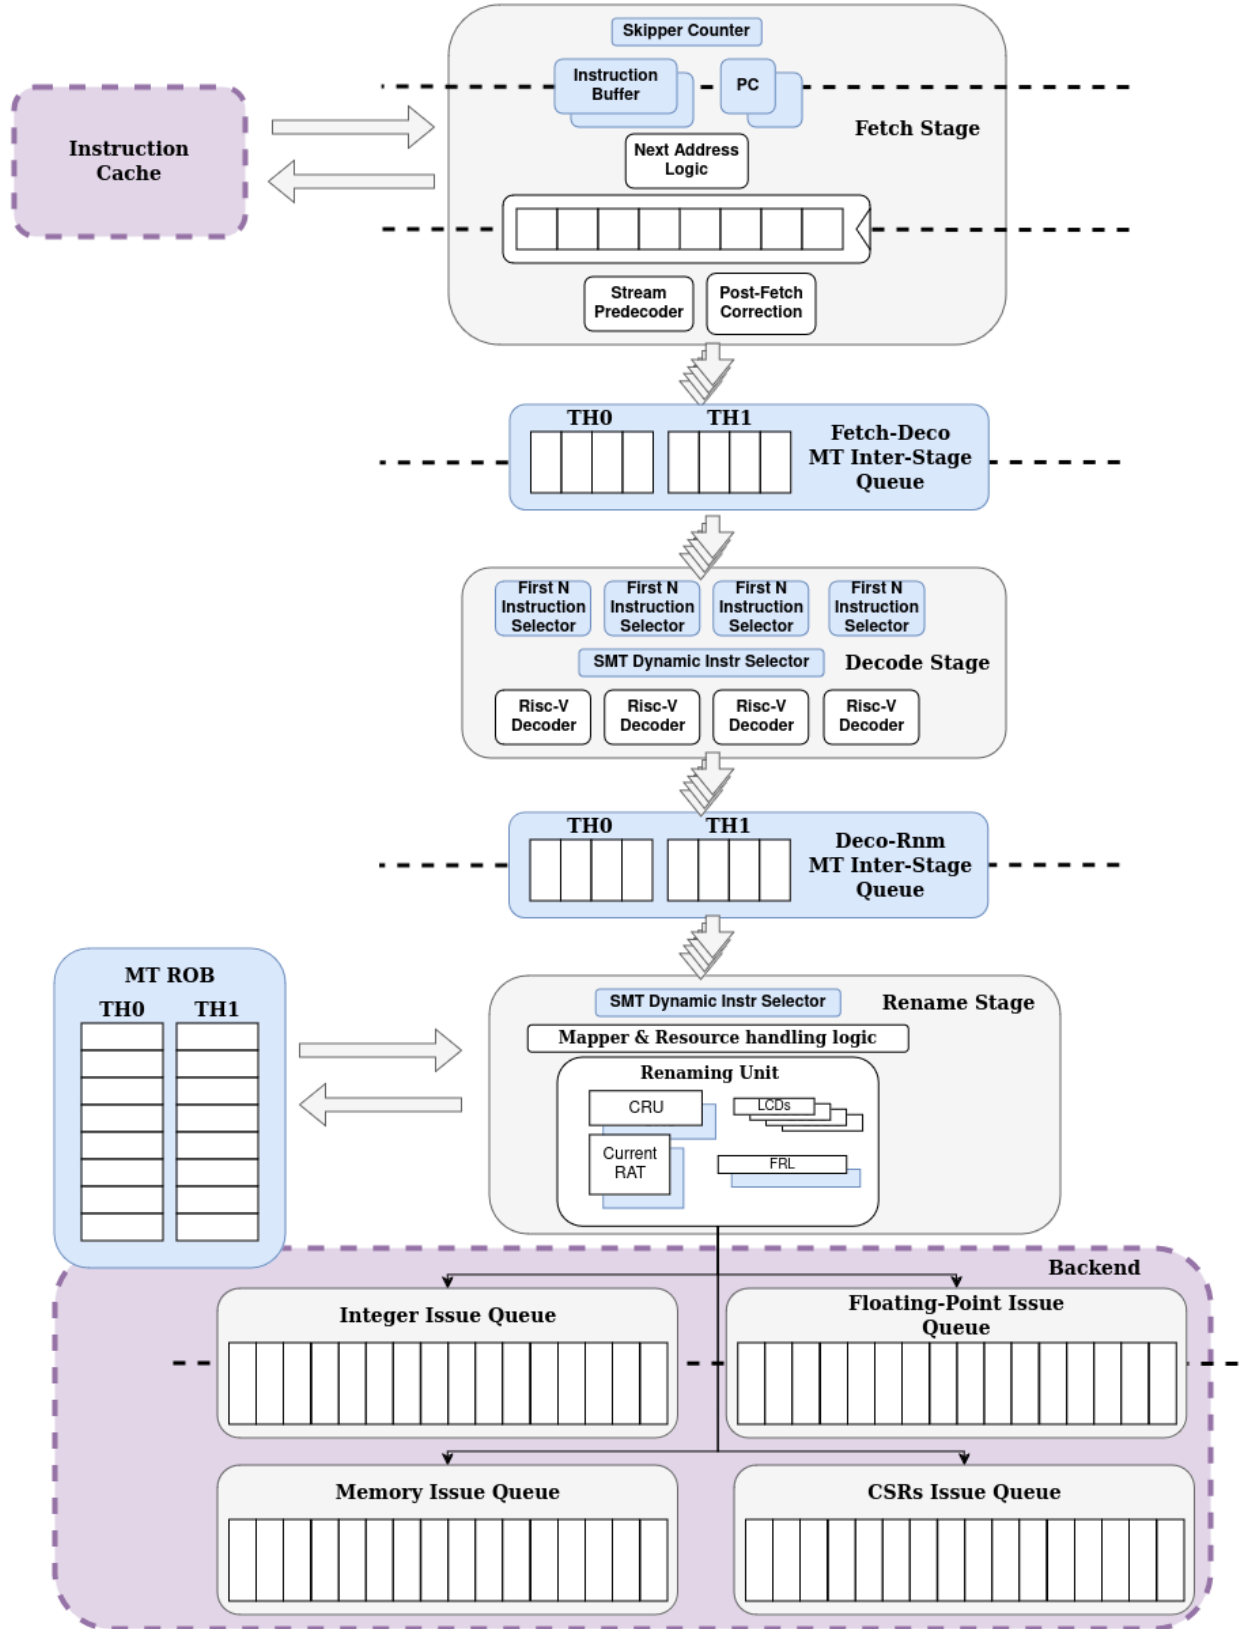 Skipper Counter
Instruction
Buffer
PC
Fetch Stage
Instruction
Cache
Next Address
Logic
Stream
Predecoder
Post-Fetch
Correction
TH0
TH1
Fetch-Deco
MT Inter-Stage
Queue
First N
Instruction
Selector
First N
Instruction
Selector
First N
Instruction
Selector
First N
Instruction
Selector
SMT Dynamic Instr Selector
Decode Stage
Risc-V
Decoder
Risc-V
Decoder
Risc-V
Decoder
Risc-V
Decoder
TH0
TH1
Deco-Rnm
MT Inter-Stage
Queue
MT ROB
TH0
TH1
SMT Dynamic Instr Selector
Rename Stage
Mapper & Resource handling logic
Renaming Unit
CRU
LCDs
Current
RAT
FRL
Backend
Integer Issue Queue
Floating-Point Issue
Queue
Memory Issue Queue
CSRs Issue Queue